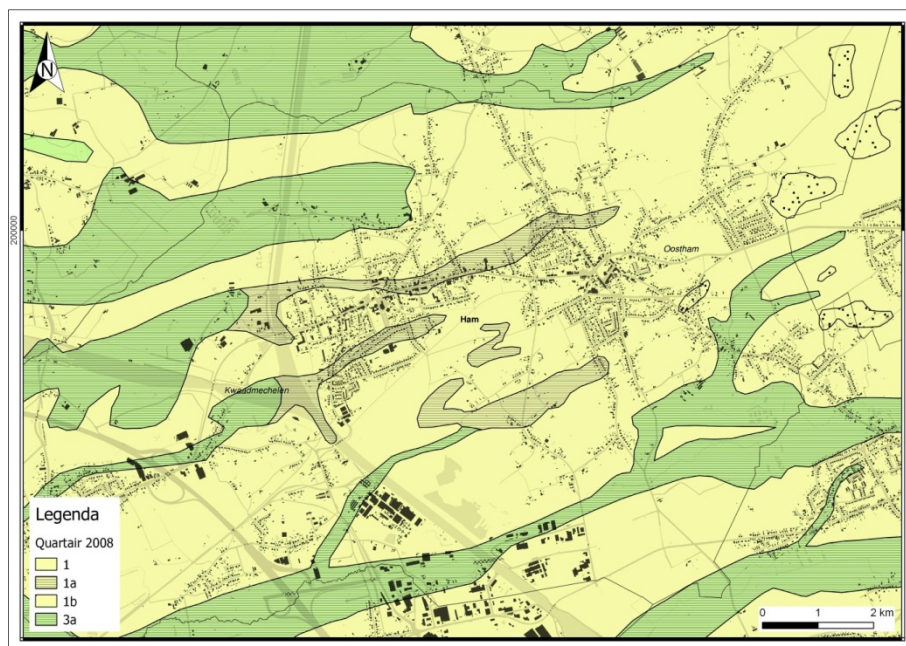 N
200000
Oostham
Ham
Kwaadmechelen
Legenda
Quartair 2008
1
1a
1b
3a
0 1 2 km